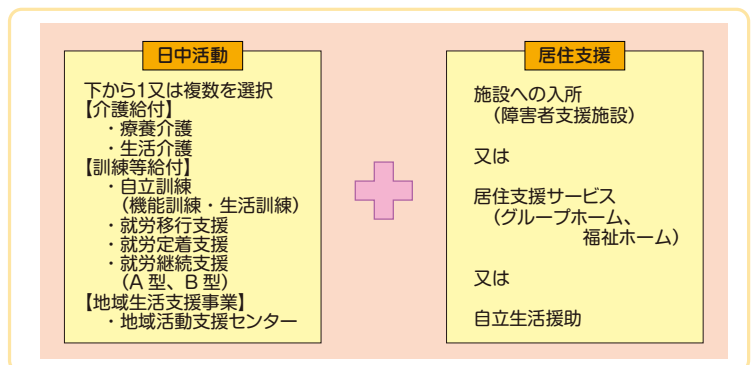 日中活動
下から1又は複数を選択
【介護給付】
・療養介護
・生活介護
【訓練等給付】
・自立訓練
（機能訓練・生活訓練）
・就労移行支援
・就労定着支援
・就労継続支援
（A 型、B 型）
【地域生活支援事業】
・地域活動支援センター
居住支援
施設への入所
（障害者支援施設）
又は
居住支援サービス
（グループホーム、
福祉ホーム）
又は
自立生活援助